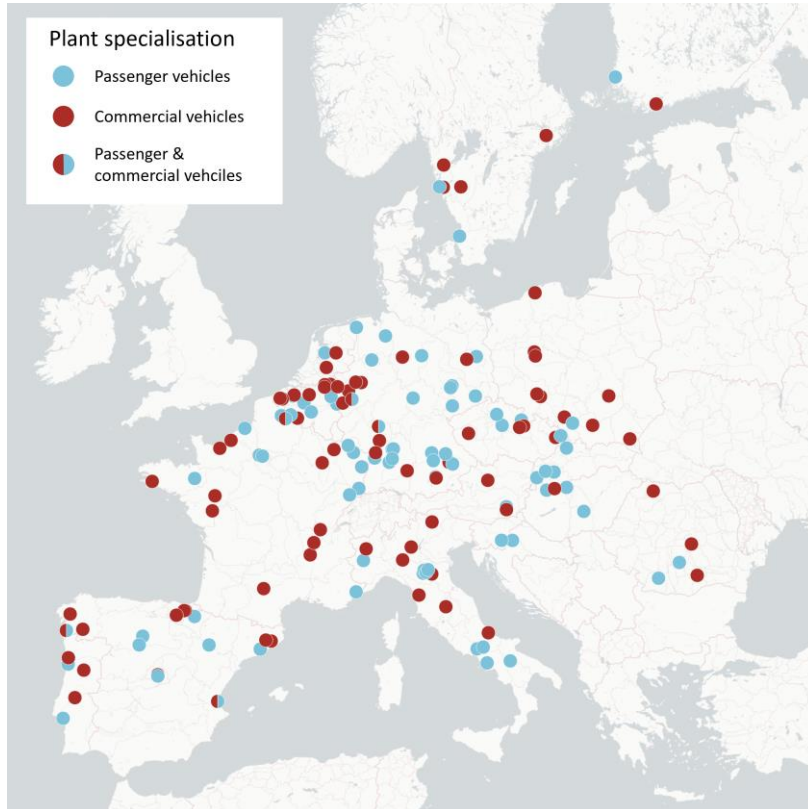 Plant specialisation
Passenger vehicles
Commercial vehicles
Passenger &
commercial vehciles